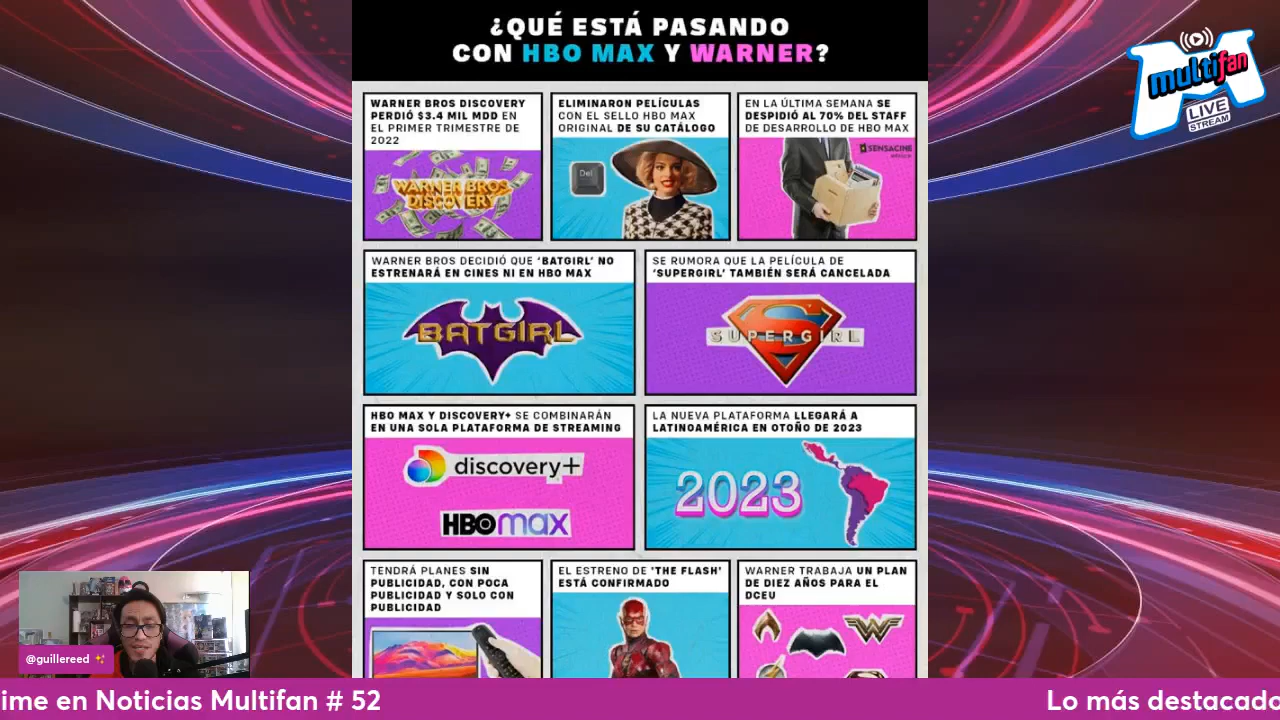 ¿QUÉ ESTÁ PASANDO
CON HBO MAX Y WARNER?
multifan
LIVE
STREAM
WARNER BROS DISCOVERY
PERDIÓ $3.4 MIL MDD EN
EL PRIMER TRIMESTRE DE
2022
WARNER BROS
DISCOVERY
ELIMINARON PELÍCULAS
CON EL SELLO HBO MAX
ORIGINAL DE SU CATÁLOGO
Del
EN LA ÚLTIMA SEMANA SE
DESPIDIÓ AL 70% DEL STAFF
DE DESARROLLO DE HBO MAX
SENSACINE
MÉXICO
WARNER BROS DECIDIÓ QUE ‘BATGIRL’ NO
ESTRENARÁ EN CINES NI EN HBO MAX
BATGIRL
SE RUMORA QUE LA PELÍCULA DE
‘SUPERGIRL’ TAMBIÉN SERÁ CANCELADA
SUPERGIRL
HBO MAX Y DISCOVERY+ SE COMBINARÁN
EN UNA SOLA PLATAFORMA DE STREAMING
discovery+
HBO max
LA NUEVA PLATAFORMA LLEGARÁ A
LATINOAMÉRICA EN OTOÑO DE 2023
2023
TENDRÁ PLANES SIN
PUBLICIDAD, CON POCA
PUBLICIDAD Y SOLO CON
PUBLICIDAD
EL ESTRENO DE 'THE FLASH'
ESTÁ CONFIRMADO
WARNER TRABAJA UN PLAN
DE DIEZ AÑOS PARA EL
DCEU
@guillereed
ime en Noticias Multifan # 52
Lo más destacado